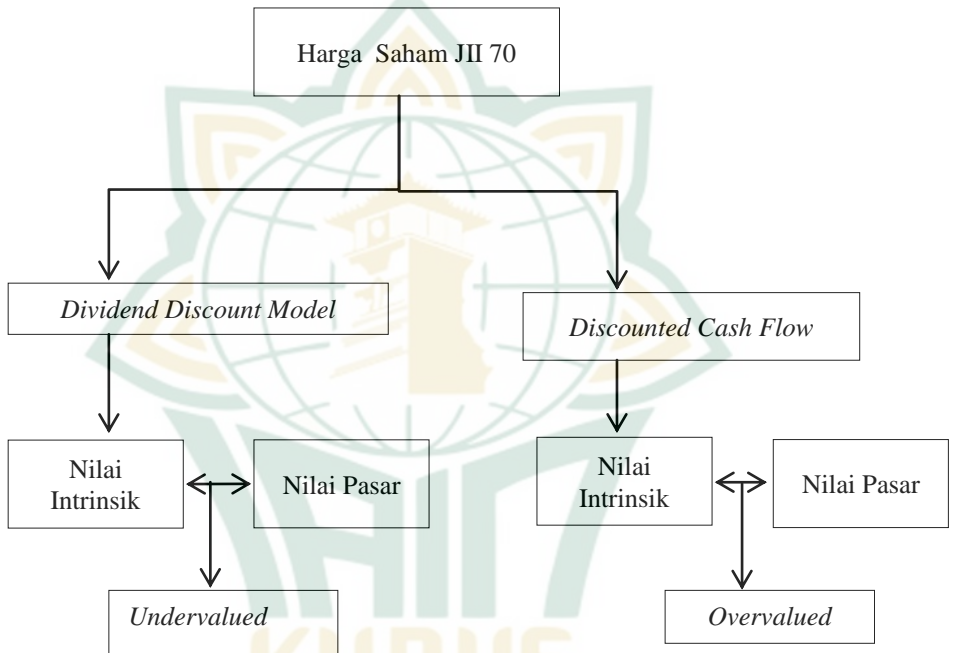 Harga Saham JII 70
Dividend Discount Model
Discounted Cash Flow
Nilai
Intrinsik
Nilai Pasar
Nilai
Intrinsik
Nilai Pasar
Undervalued
Overvalued